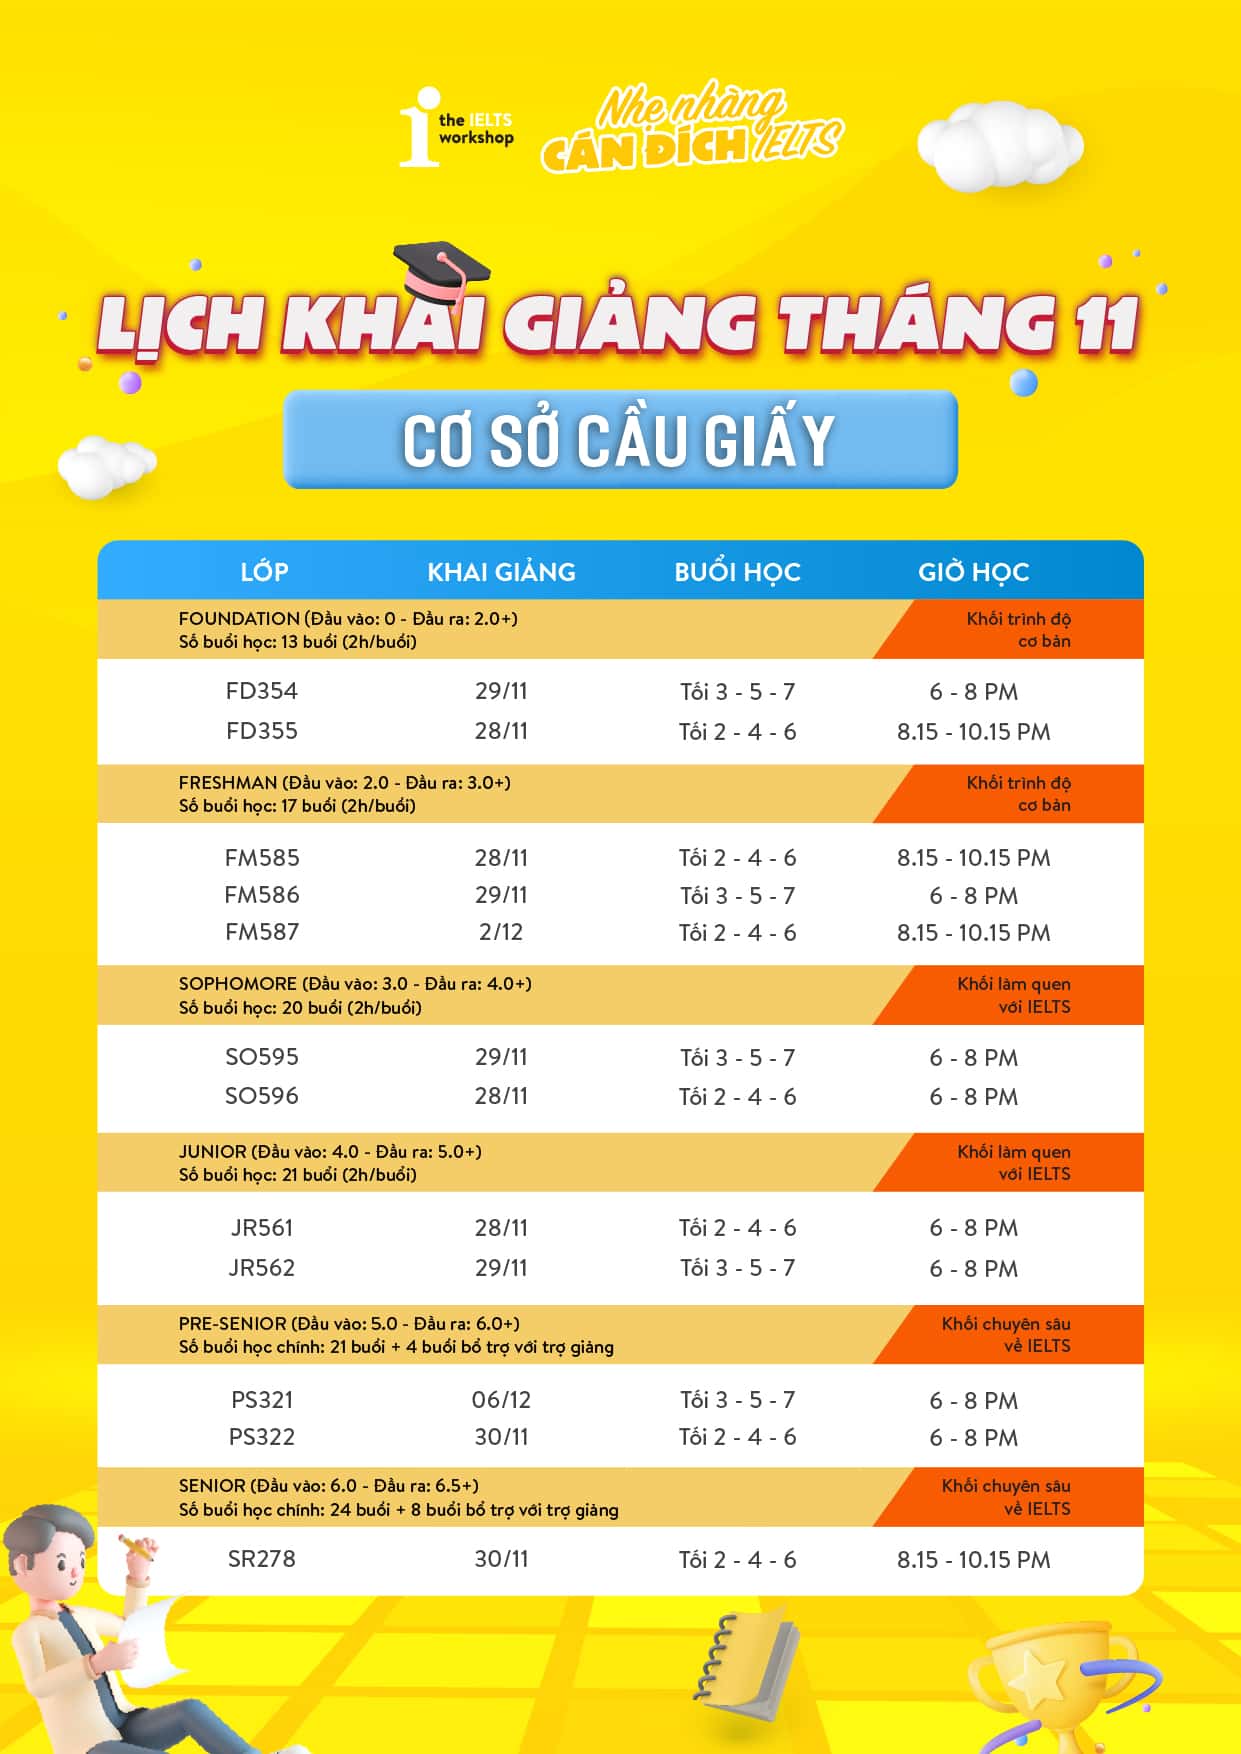 the IELTS
workshop
Nhẹ nhàng
CÁN ĐÍCH IELTS
LỊCH KHAI GIẢNG THÁNG 11
CƠ SỞ CẦU GIẤY
LỚP KHAI GIẢNG BUỔI HỌC GIỜ HỌC
FOUNDATION (Đầu vào: 0 - Đầu ra: 2.0+) Khối trình độ
Số buổi học: 13 buổi (2h/buổi) cơ bản
FD354 29/11 Tối 3 - 5 - 7 6 - 8 PM
FD355 28/11 Tối 2 - 4 - 6 8.15 - 10.15 PM
FRESHMAN (Đầu vào: 2.0 - Đầu ra: 3.0+) Khối trình độ
Số buổi học: 17 buổi (2h/buổi) cơ bản
FM585 28/11 Tối 2 - 4 - 6 8.15 - 10.15 PM
FM586 29/11 Tối 3 - 5 - 7 6 - 8 PM
FM587 2/12 Tối 2 - 4 - 6 8.15 - 10.15 PM
SOPHOMORE (Đầu vào: 3.0 - Đầu ra: 4.0+) Khối làm quen
Số buổi học: 20 buổi (2h/buổi) với IELTS
SO595 29/11 Tối 3 - 5 - 7 6 - 8 PM
SO596 28/11 Tối 2 - 4 - 6 6 - 8 PM
JUNIOR (Đầu vào: 4.0 - Đầu ra: 5.0+) Khối làm quen
Số buổi học: 21 buổi (2h/buổi) với IELTS
JR561 28/11 Tối 2 - 4 - 6 6 - 8 PM
JR562 29/11 Tối 3 - 5 - 7 6 - 8 PM
PRE-SENIOR (Đầu vào: 5.0 - Đầu ra: 6.0+) Khối chuyên sâu
Số buổi học chính: 21 buổi + 4 buổi bổ trợ với trợ giảng về IELTS
PS321 06/12 Tối 3 - 5 - 7 6 - 8 PM
PS322 30/11 Tối 2 - 4 - 6 6 - 8 PM
SENIOR (Đầu vào: 6.0 - Đầu ra: 6.5+) Khối chuyên sâu
Số buổi học chính: 24 buổi + 8 buổi bổ trợ với trợ giảng về IELTS
SR278 30/11 Tối 2 - 4 - 6 8.15 - 10.15 PM